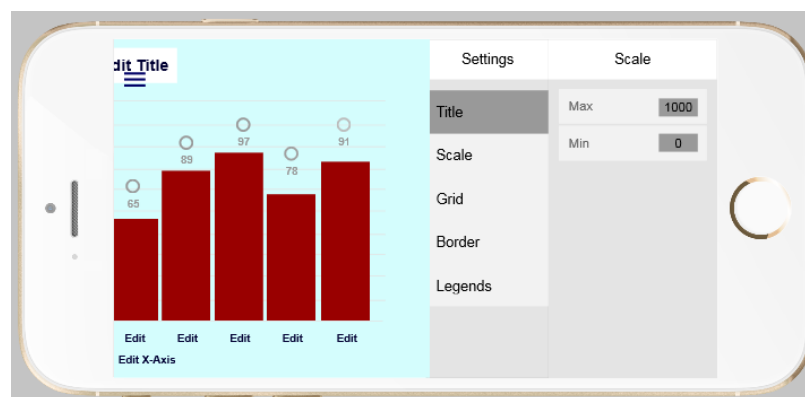 dit Title
97
91
89
78
65
Edit Edit Edit Edit Edit
Edit X-Axis
Settings
Title
Scale
Grid
Border
Legends
Scale
Max 1000
Min 0